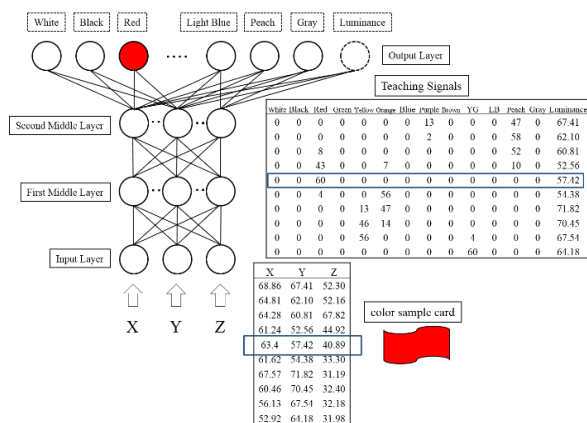 White Black Red Light Blue Peach Gray Luminance
.... Output Layer
Teaching Signals
White Black Red Green Yellow Orange Blue Purple Brown YG LB Peach Gray Luminance
0 0 0 0 0 0 0 13 0 0 0 47 0 67.41
0 0 0 0 0 0 0 2 0 0 0 58 0 62.10
0 0 8 0 0 0 0 0 0 0 0 52 0 60.81
0 0 43 0 0 7 0 0 0 0 0 10 0 52.56
0 0 60 0 0 0 0 0 0 0 0 0 0 57.42
0 0 4 0 0 56 0 0 0 0 0 0 0 54.38
0 0 0 0 13 47 0 0 0 0 0 0 0 71.82
0 0 0 0 46 14 0 0 0 0 0 0 0 70.45
0 0 0 0 56 0 0 0 0 4 0 0 0 67.54
0 0 0 0 0 0 0 0 0 60 0 0 0 64.18
Second Middle Layer
First Middle Layer
Input Layer
X Y Z
X Y Z
68.86 67.41 52.30
64.81 62.10 52.16
64.28 60.81 67.82
61.24 52.56 44.92
63.4 57.42 40.89
61.62 54.38 33.30
67.57 71.82 31.19
60.46 70.45 32.40
56.13 67.54 32.18
52.92 64.18 31.98
color sample card